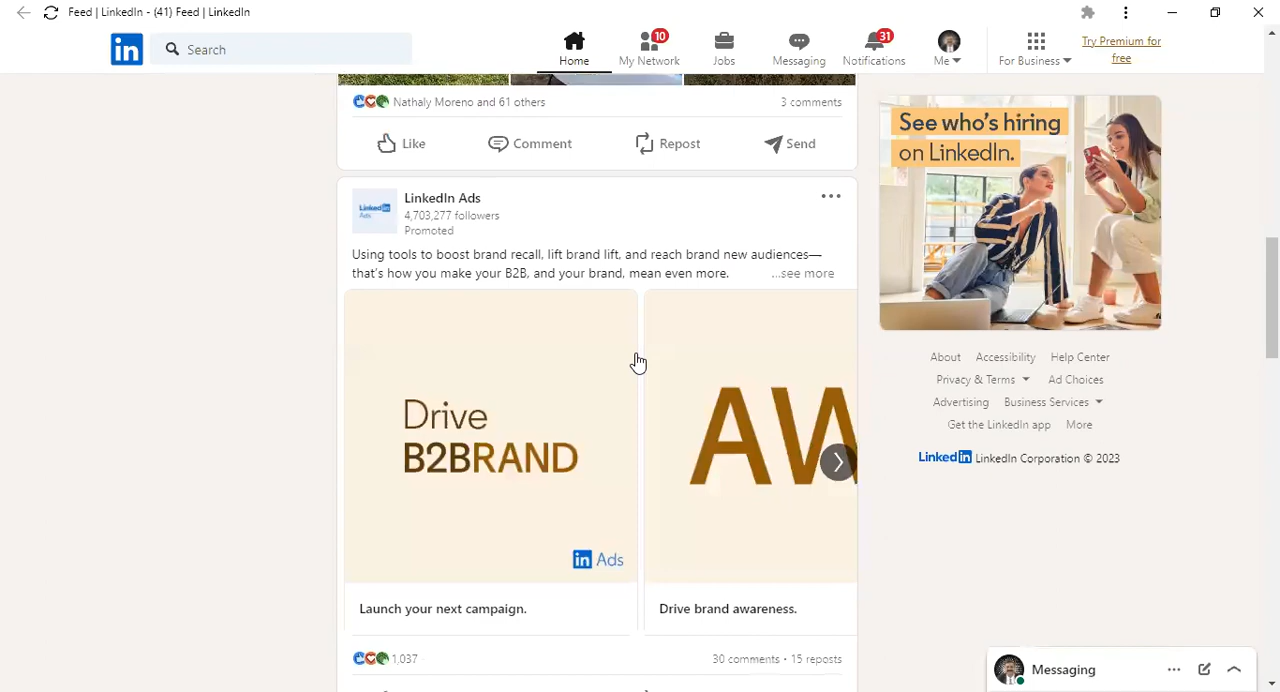 Feed | LinkedIn - (41) Feed | LinkedIn
in
Search
Home
10
My Network
Jobs
Messaging
31
Notifications
Me
For Business
Try Premium for
free
Nathaly Moreno and 61 others
3 comments
Like
Comment
Repost
Send
LinkedIn
Ads
LinkedIn Ads
4,703,277 followers
Promoted
Using tools to boost brand recall, lift brand lift, and reach brand new audiences—
that's how you make your B2B, and your brand, mean even more.
...see more
Drive
B2BRAND
in Ads
AW
Launch your next campaign.
Drive brand awareness.
1,037
30 comments • 15 reposts
See who's hiring
on LinkedIn.
About
Accessibility
Help Center
Privacy & Terms
Ad Choices
Advertising
Business Services
Get the LinkedIn app
More
LinkedIn LinkedIn Corporation © 2023
Messaging